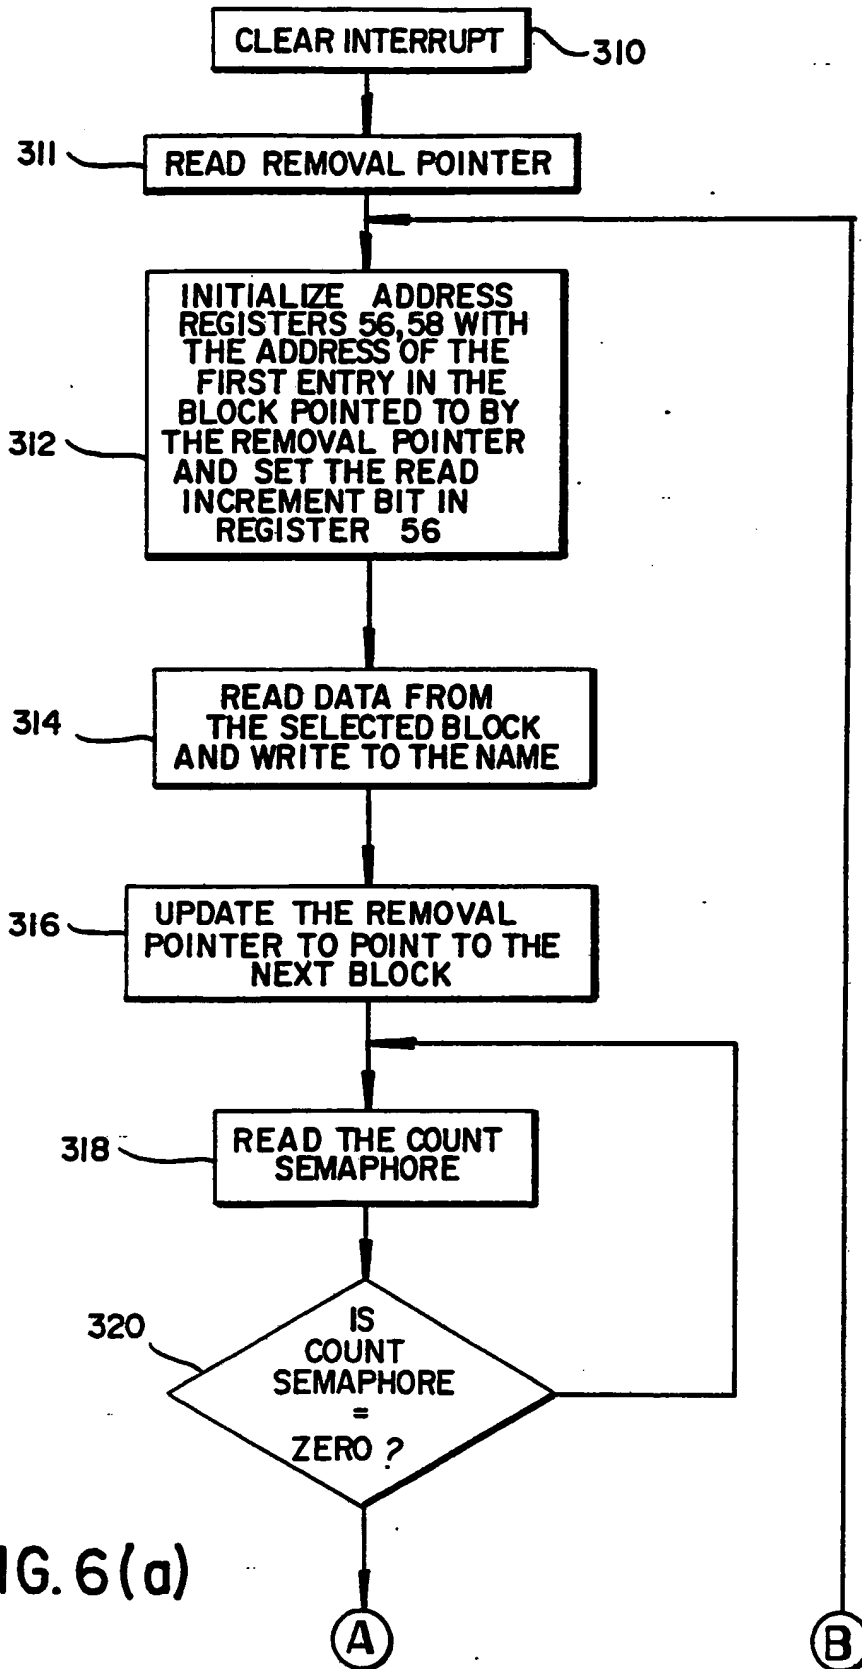 CLEAR INTERRUPT
310
311
READ REMOVAL POINTER
INITIALIZE ADDRESS
REGISTERS 56,58 WITH
THE ADDRESS OF THE
FIRST ENTRY IN THE
BLOCK POINTED TO BY
THE REMOVAL POINTER
AND SET THE READ
INCREMENT BIT IN
REGISTER 56
312
READ DATA FROM
THE SELECTED BLOCK
AND WRITE TO THE NAME
314
UPDATE THE REMOVAL
POINTER TO POINT TO THE
NEXT BLOCK
316
READ THE COUNT
SEMAPHORE
318
320
IS
COUNT
SEMAPHORE
=
ZERO ?
IG. 6(a)
A
B